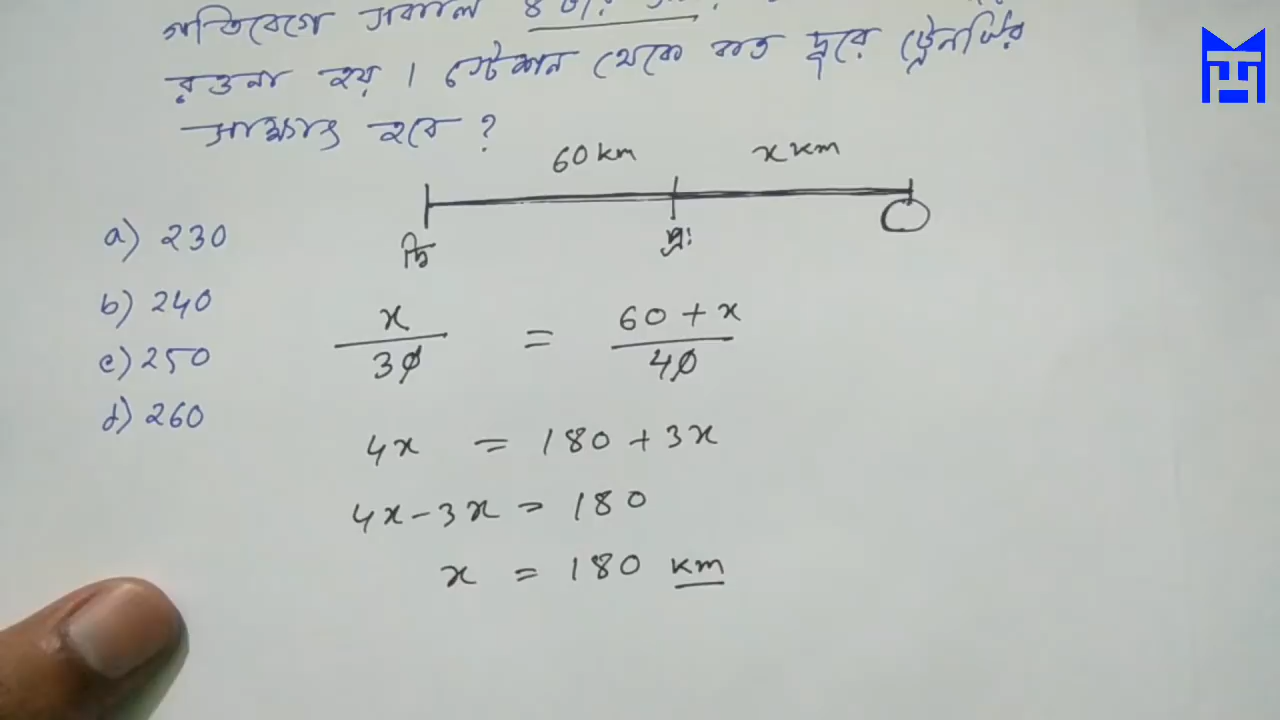 গতিবেগে সকাল ৪ টায়
রওনা হয় । স্টেশন থেকে কত দূরে ট্রেনটির
সাক্ষাৎ হবে ?
60 km x km
দ্বি প্রঃ
a) 230
b) 240
c) 250
d) 260
x/30 = (60 + x)/40
4x = 180 + 3x
4x - 3x = 180
x = 180 km